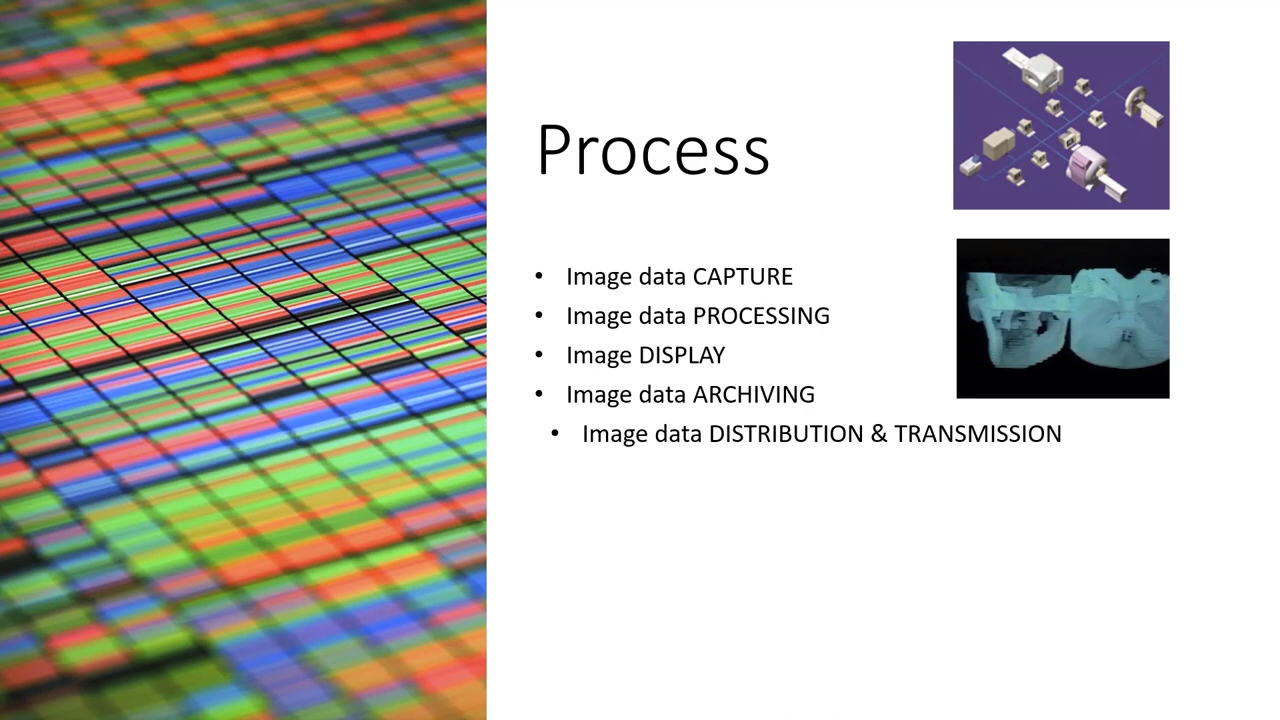 Process
• Image data CAPTURE
• Image data PROCESSING
• Image DISPLAY
• Image data ARCHIVING
• Image data DISTRIBUTION & TRANSMISSION